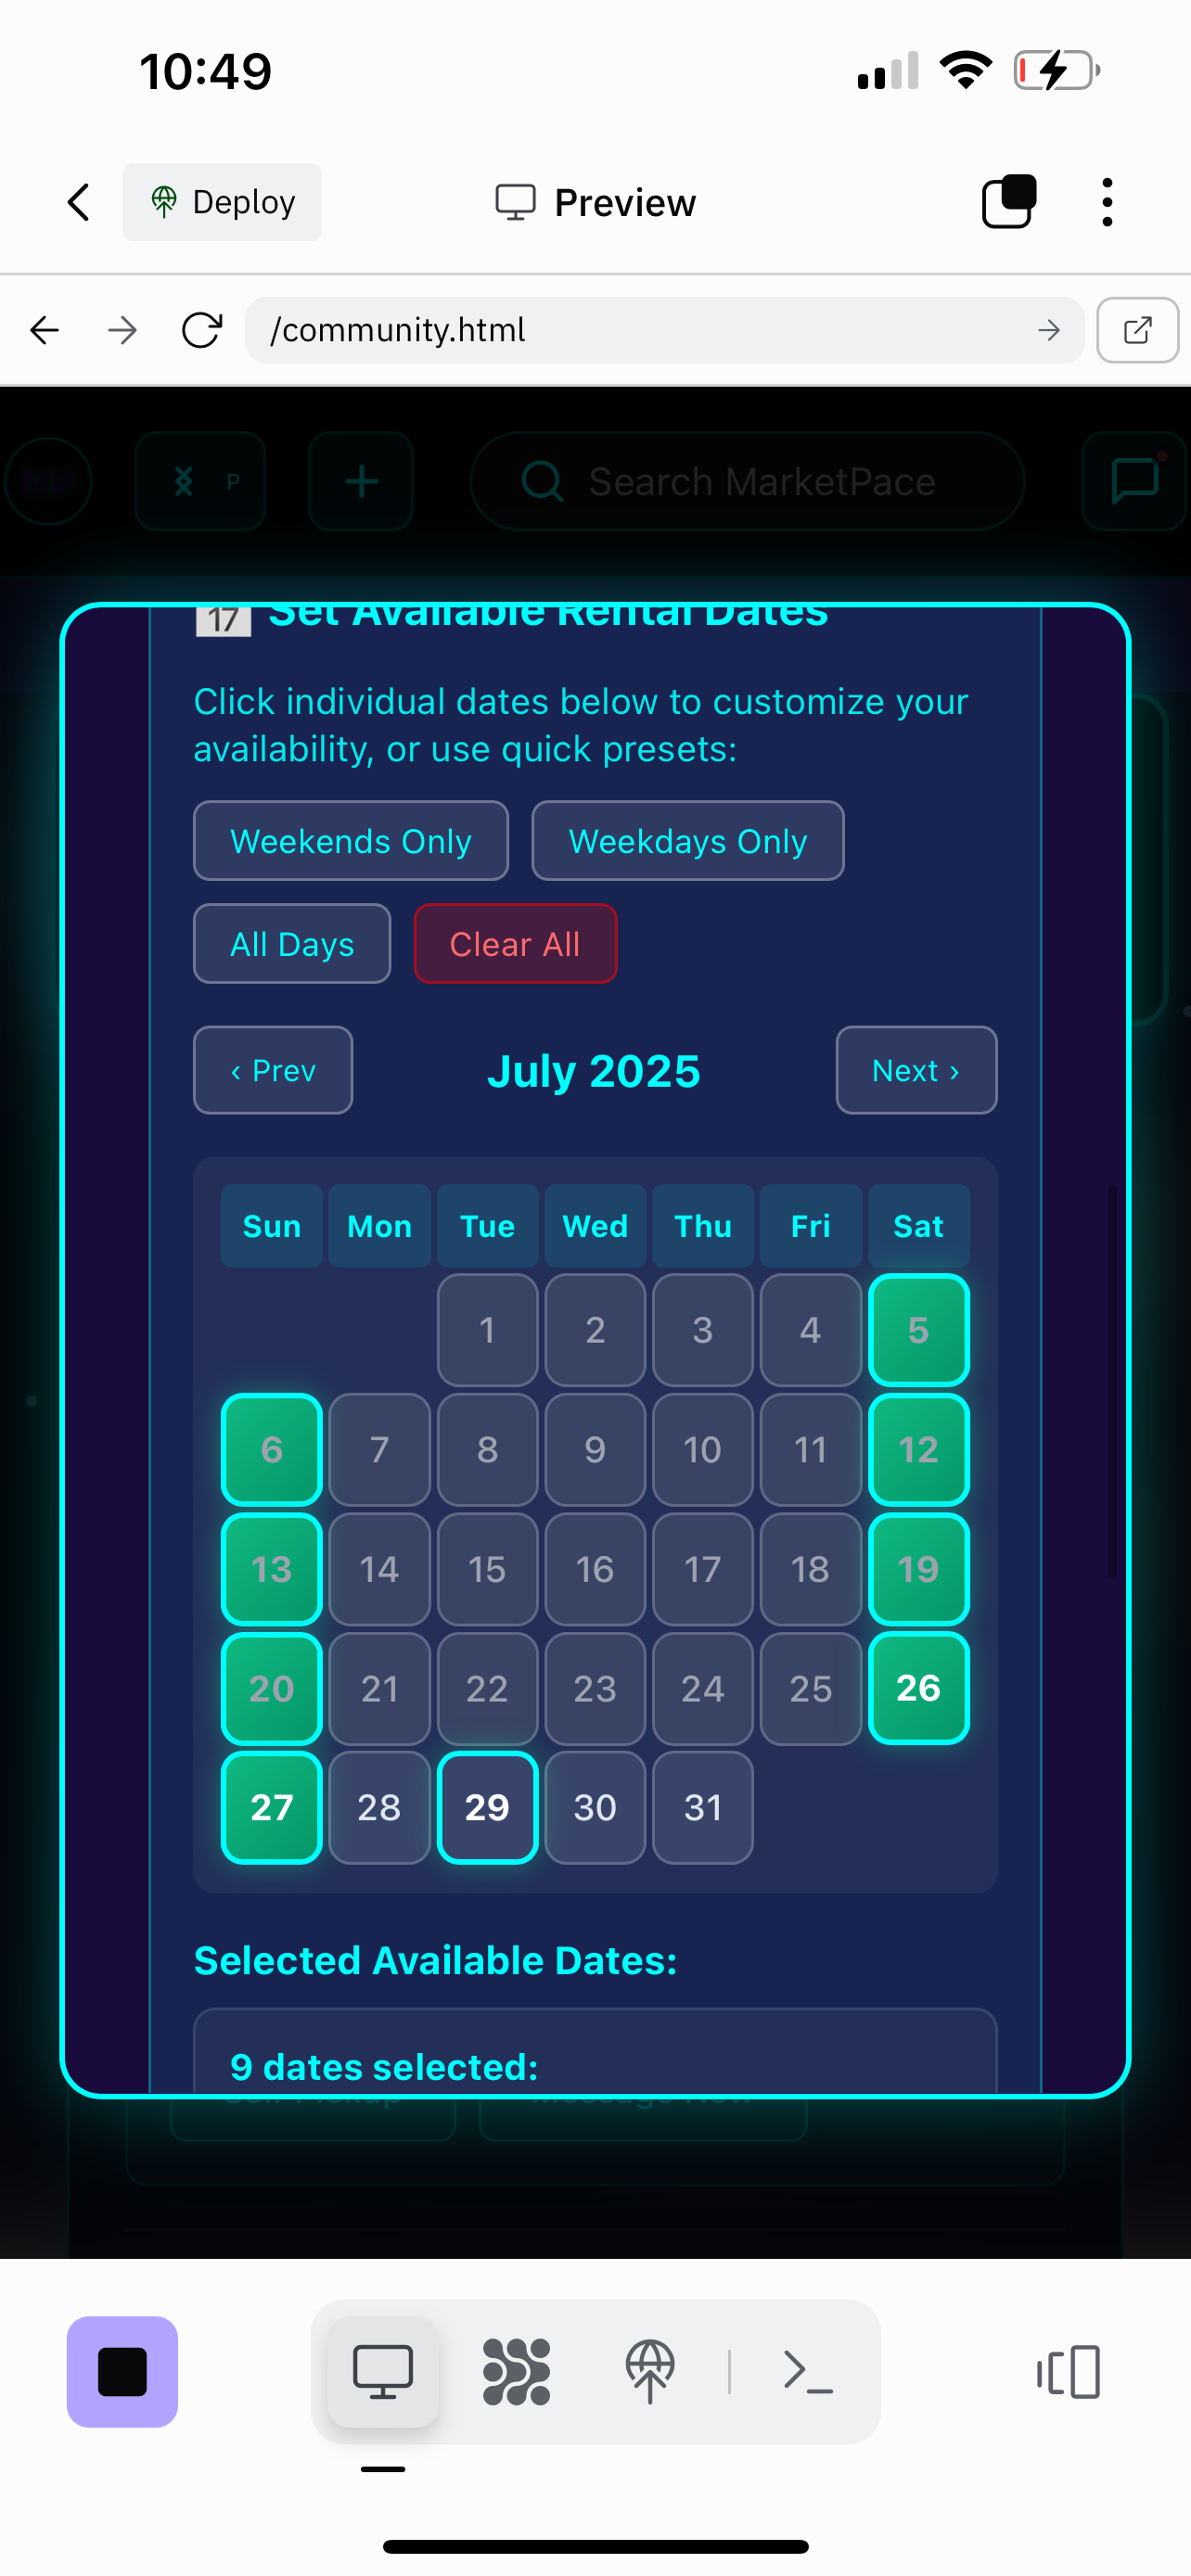 10:49
Deploy
Preview
/community.html
P
Search MarketPace
17 Set Available Rental Dates
Click individual dates below to customize your
availability, or use quick presets:
Weekends Only
Weekdays Only
All Days
Clear All
‹ Prev
July 2025
Next ›
Sun Mon Tue Wed Thu Fri Sat
1 2 3 4 5
6 7 8 9 10 11 12
13 14 15 16 17 18 19
20 21 22 23 24 25 26
27 28 29 30 31
Selected Available Dates:
9 dates selected:
Self Pickup
Message Now